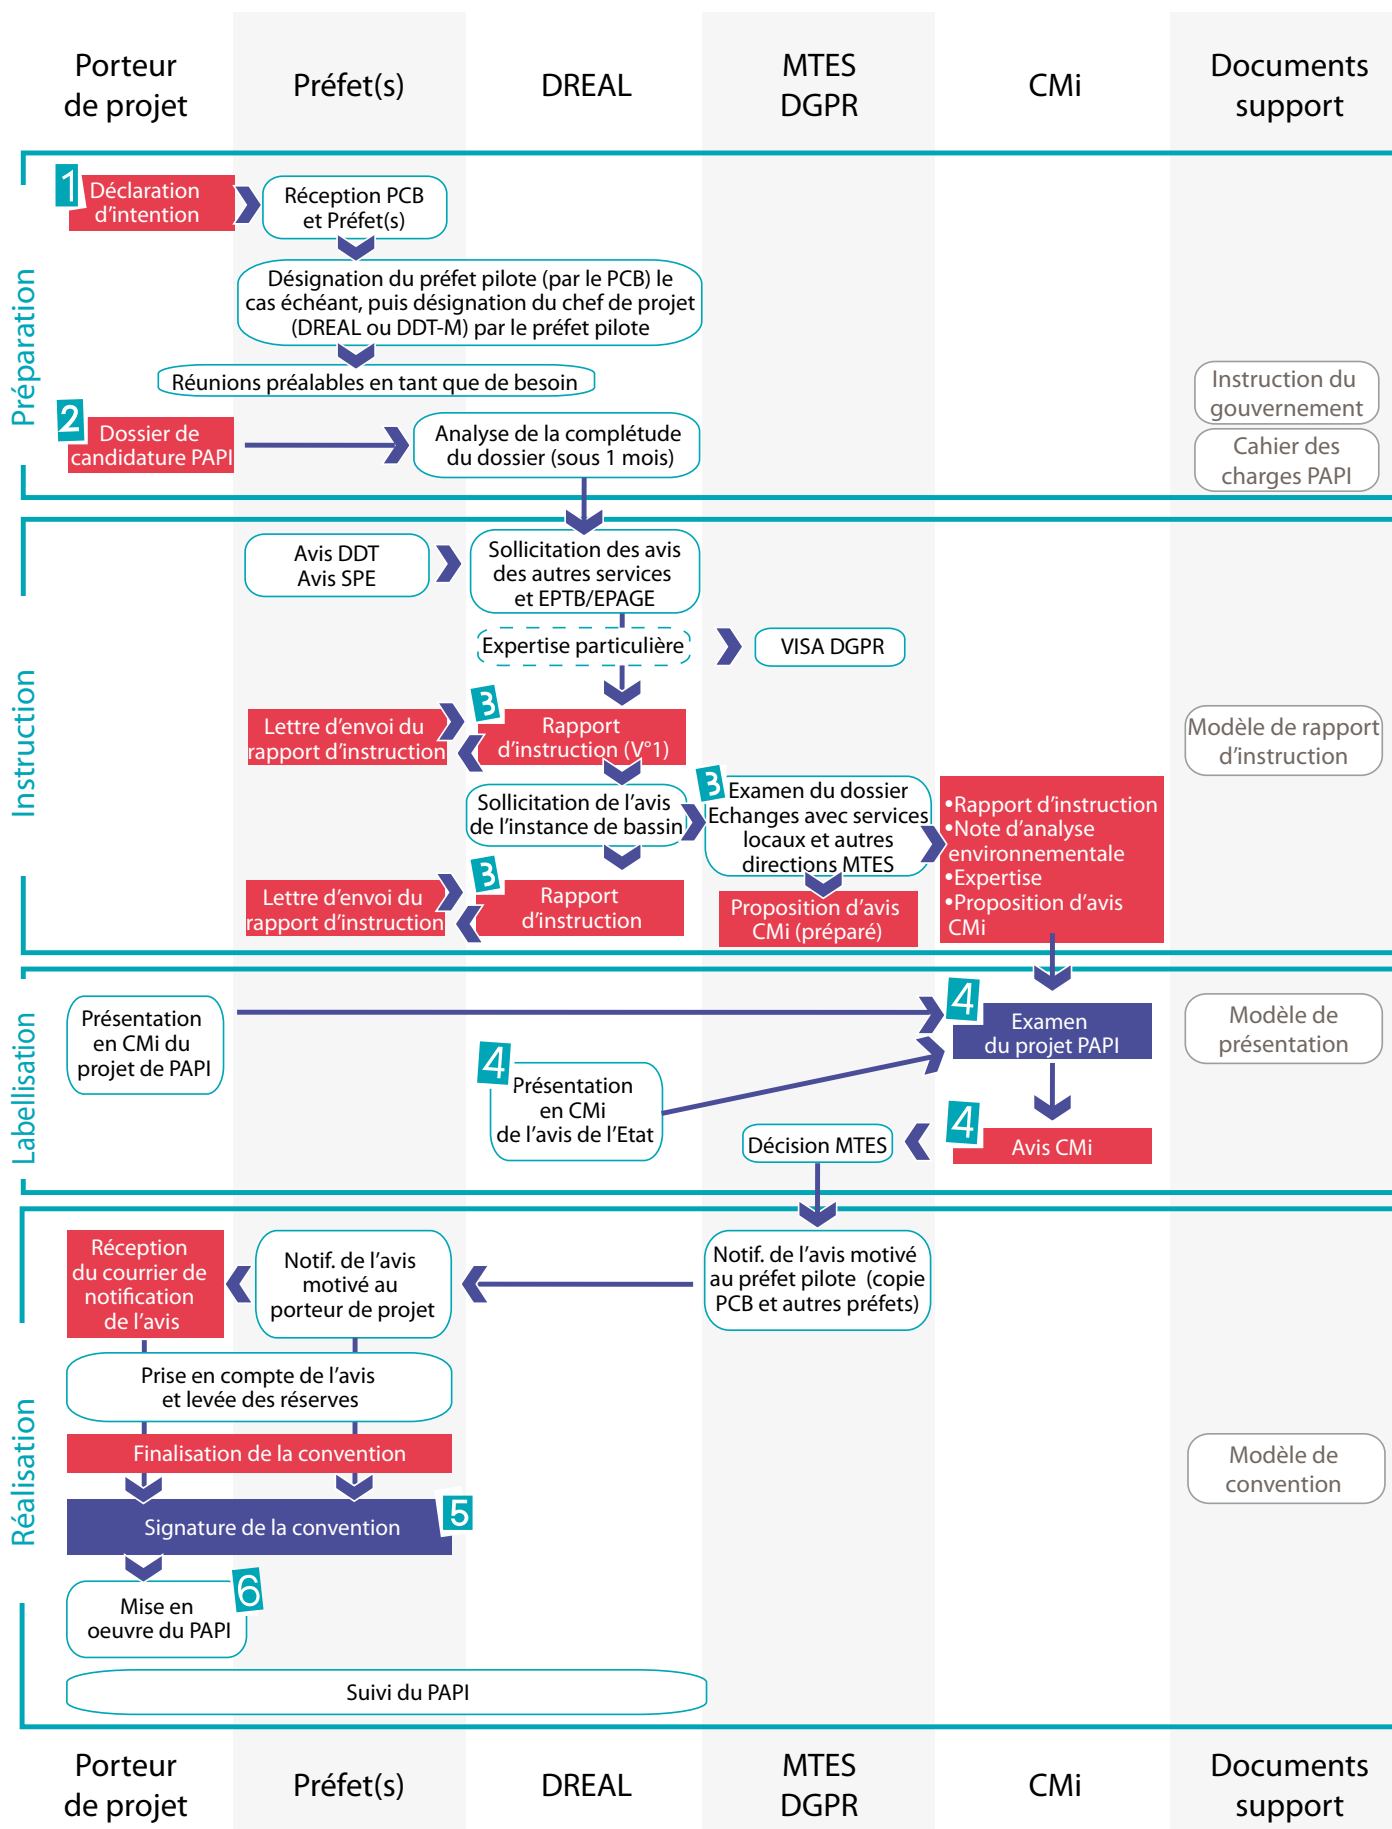 Porteur
de projet
Préfet(s)
DREAL
MTES
DGPR
CMi
Documents
support
Préparation
1
Déclaration
d'intention
Réception PCB
et Préfet(s)
Désignation du préfet pilote (par le PCB) le
cas échéant, puis désignation du chef de projet
(DREAL ou DDT-M) par le préfet pilote
Réunions préalables en tant que de besoin
2
Dossier de
candidature PAPI
Analyse de la complétude
du dossier (sous 1 mois)
Instruction du
gouvernement
Cahier des
charges PAPI
Instruction
Avis DDT
Avis SPE
Sollicitation des avis
des autres services
et EPTB/EPAGE
Expertise particulière
VISA DGPR
Lettre d'envoi du
rapport d'instruction
3
Rapport
d'instruction (V°1)
Modèle de rapport
d'instruction
Sollicitation de l'avis
de l'instance de bassin
3
Examen du dossier
Echanges avec services
locaux et autres
directions MTES
•Rapport d'instruction
•Note d'analyse
environnementale
•Expertise
•Proposition d'avis
CMi
Lettre d'envoi du
rapport d'instruction
3
Rapport
d'instruction
Proposition d'avis
CMi (préparé)
Labellisation
Présentation
en CMi du
projet de PAPI
4
Examen
du projet PAPI
Modèle de
présentation
4
Présentation
en CMi
de l'avis de l'Etat
Décision MTES
4
Avis CMi
Réalisation
Réception
du courrier de
notification
de l'avis
Notif. de l'avis
motivé au
porteur de projet
Notif. de l'avis motivé
au préfet pilote (copie
PCB et autres préfets)
Prise en compte de l'avis
et levée des réserves
Finalisation de la convention
Modèle de
convention
Signature de la convention
5
6
Mise en
oeuvre du PAPI
Suivi du PAPI
Porteur
de projet
Préfet(s)
DREAL
MTES
DGPR
CMi
Documents
support